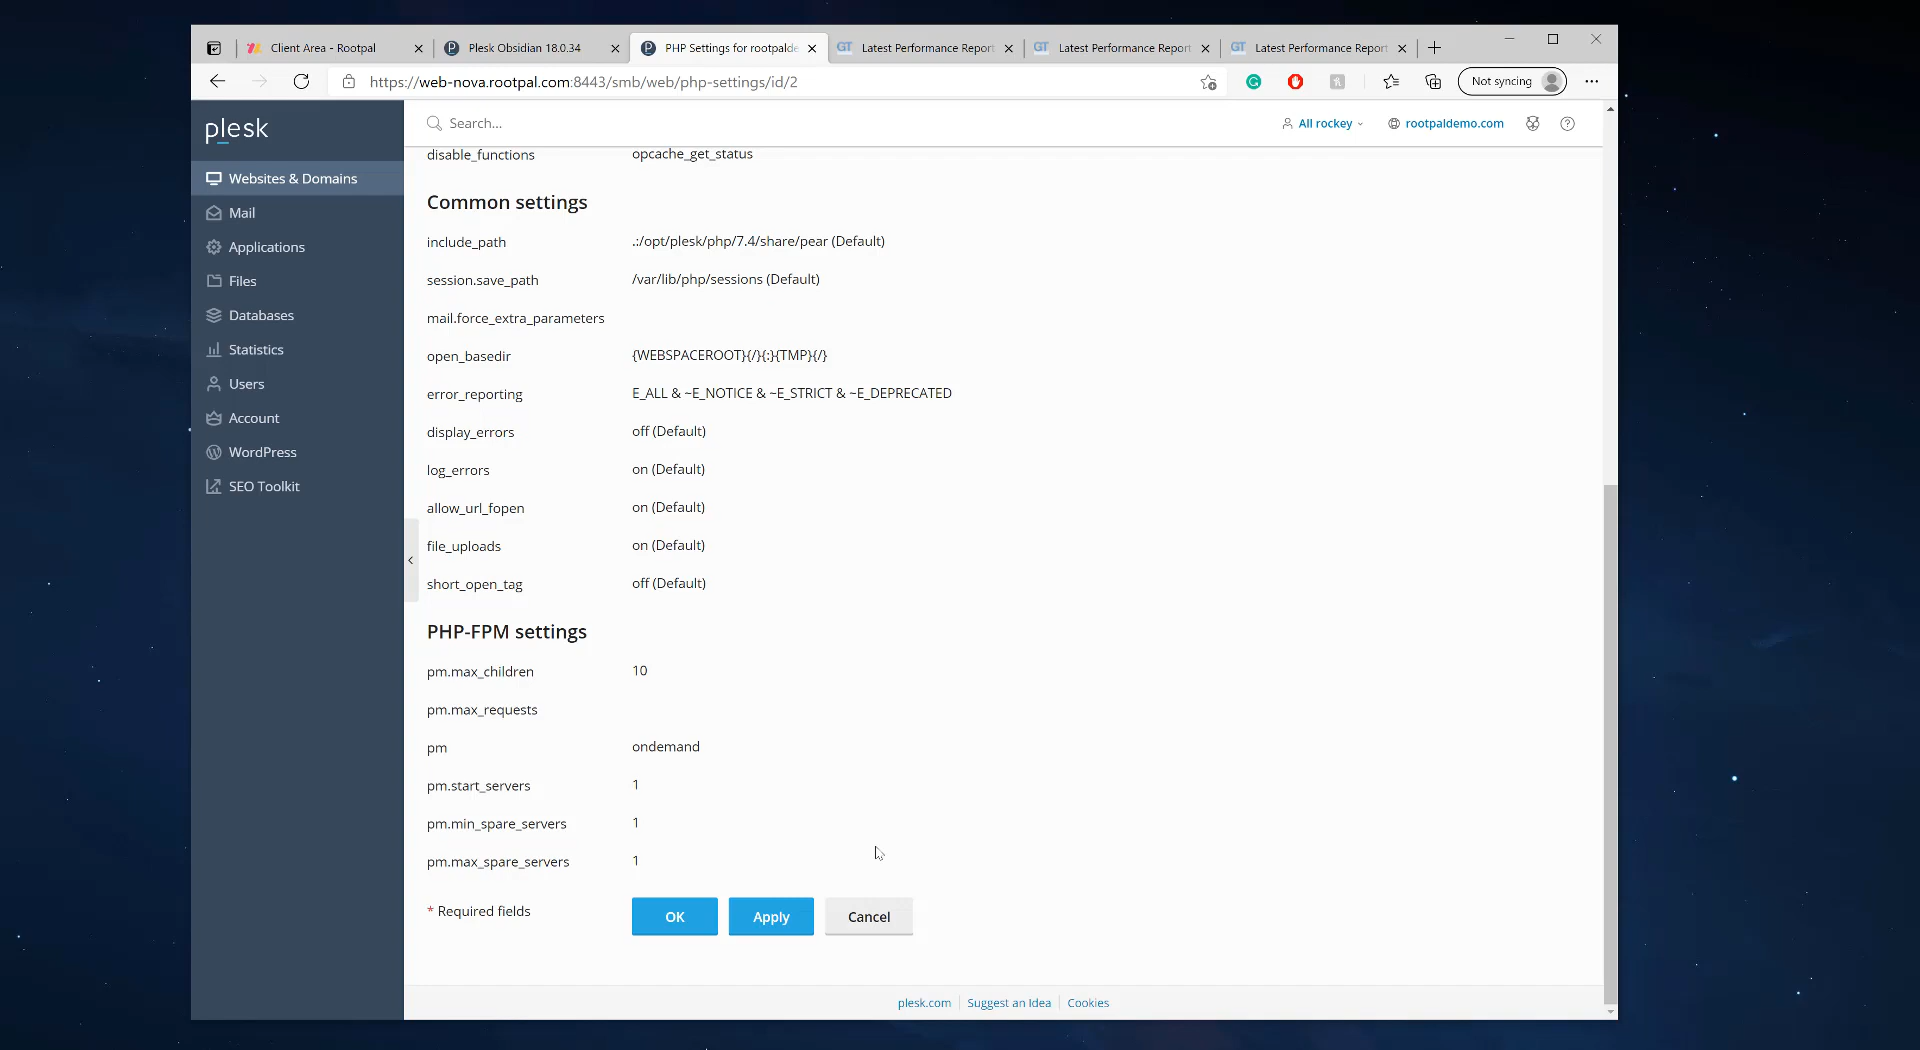 Client Area - Rootpal
Plesk Obsidian 18.0.34
PHP Settings for rootpalde
Latest Performance Report
Latest Performance Report
Latest Performance Report
https://web-nova.rootpal.com:8443/smb/web/php-settings/id/2
Not syncing
plesk
Search...
All rockey
rootpaldemo.com
Websites & Domains
Mail
Applications
Files
Databases
Statistics
Users
Account
WordPress
SEO Toolkit
disable_functions opcache_get_status
Common settings
include_path .:/opt/plesk/php/7.4/share/pear (Default)
session.save_path /var/lib/php/sessions (Default)
mail.force_extra_parameters
open_basedir {WEBSPACEROOT}{/}{:}{TMP}{/}
error_reporting E_ALL & ~E_NOTICE & ~E_STRICT & ~E_DEPRECATED
display_errors off (Default)
log_errors on (Default)
allow_url_fopen on (Default)
file_uploads on (Default)
short_open_tag off (Default)
PHP-FPM settings
pm.max_children 10
pm.max_requests
pm ondemand
pm.start_servers 1
pm.min_spare_servers 1
pm.max_spare_servers 1
* Required fields
OK
Apply
Cancel
plesk.com
Suggest an Idea
Cookies